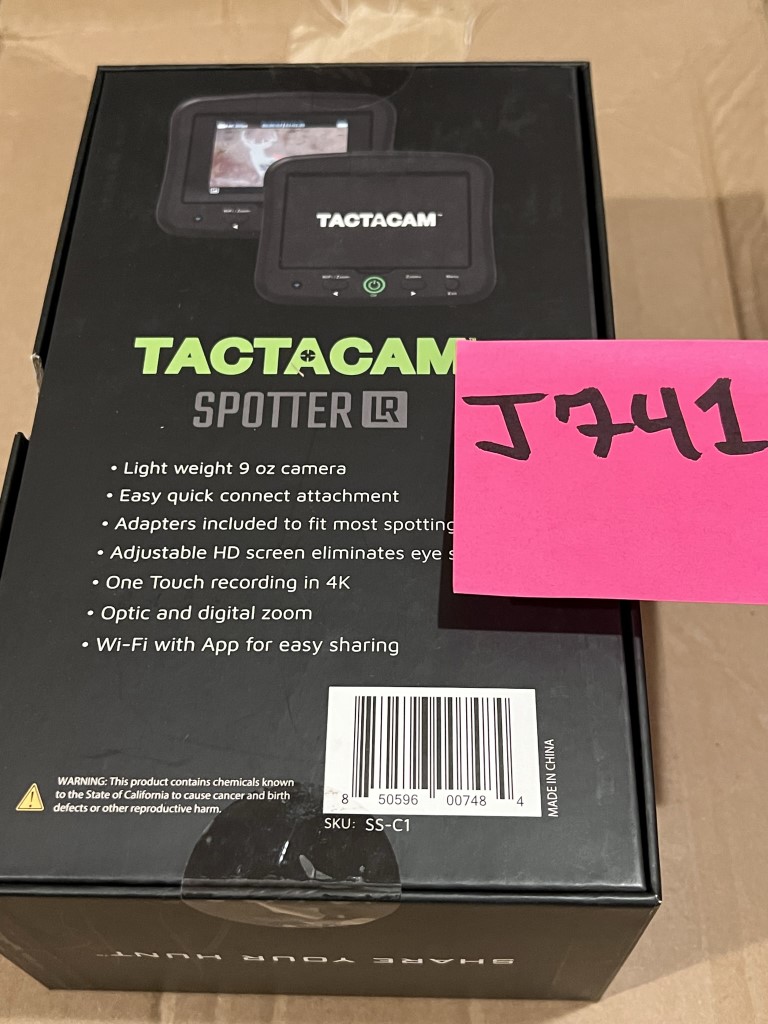 TACTACAM
TACTACAM
SPOTTER LR
J741
• Light weight 9 oz camera
• Easy quick connect attachment
• Adapters included to fit most spotting
• Adjustable HD screen eliminates eye s
• One Touch recording in 4K
• Optic and digital zoom
• Wi-Fi with App for easy sharing
WARNING: This product contains chemicals known
to the State of California to cause cancer and birth
defects or other reproductive harm.
8 50596 00748 4
SKU: SS-C1
MADE IN CHINA
SHARE YOUR HUNT